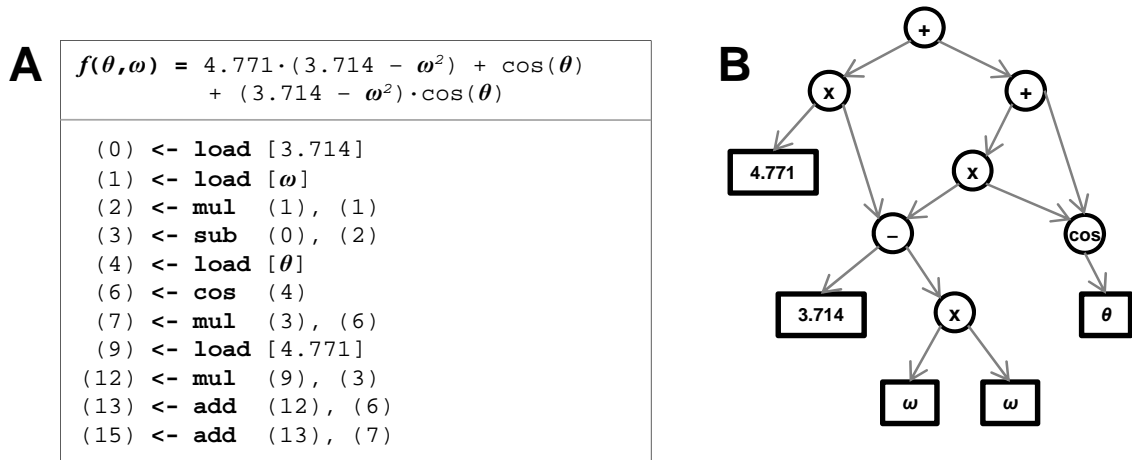 A
f(θ,ω) = 4.771·(3.714 – ω²) + cos(θ)
+ (3.714 – ω²)·cos(θ)
(0) <- load [3.714]
(1) <- load [ω]
(2) <- mul (1), (1)
(3) <- sub (0), (2)
(4) <- load [θ]
(6) <- cos (4)
(7) <- mul (3), (6)
(9) <- load [4.771]
(12) <- mul (9), (3)
(13) <- add (12), (6)
(15) <- add (13), (7)
B
+
x +
4.771 x
– cos
3.714 x θ
ω ω